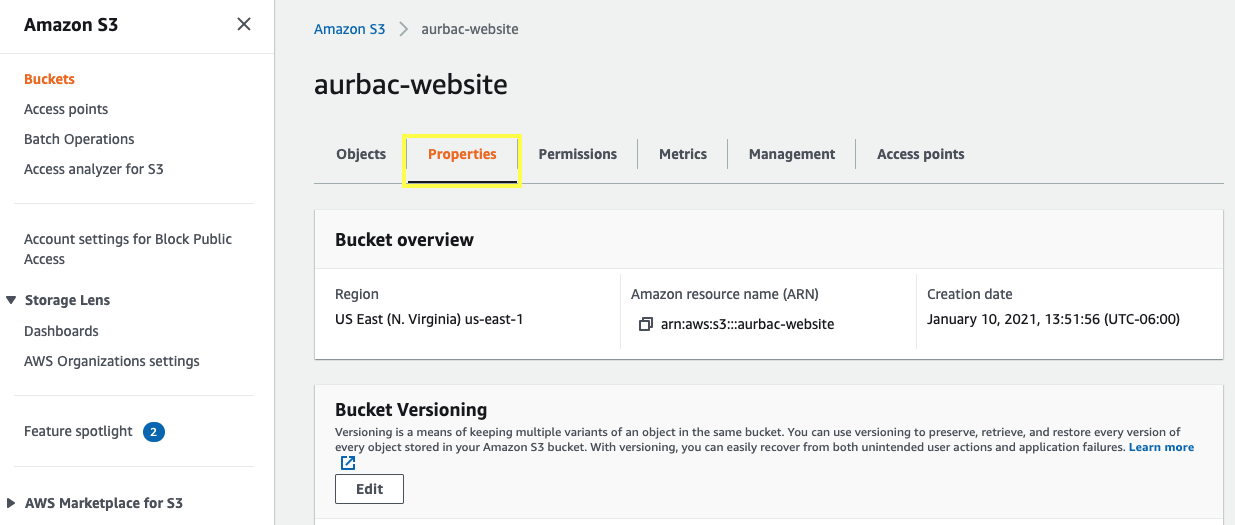 Amazon S3
Buckets
Access points
Batch Operations
Access analyzer for S3
Account settings for Block Public
Access
Storage Lens
Dashboards
AWS Organizations settings
Feature spotlight 2
AWS Marketplace for S3
Amazon S3 aurbac-website
aurbac-website
Objects Properties Permissions Metrics Management Access points
Bucket overview
Region
US East (N. Virginia) us-east-1
Amazon resource name (ARN)
arn:aws:s3:::aurbac-website
Creation date
January 10, 2021, 13:51:56 (UTC-06:00)
Bucket Versioning
Versioning is a means of keeping multiple variants of an object in the same bucket. You can use versioning to preserve, retrieve, and restore every version of
every object stored in your Amazon S3 bucket. With versioning, you can easily recover from both unintended user actions and application failures. Learn more
Edit